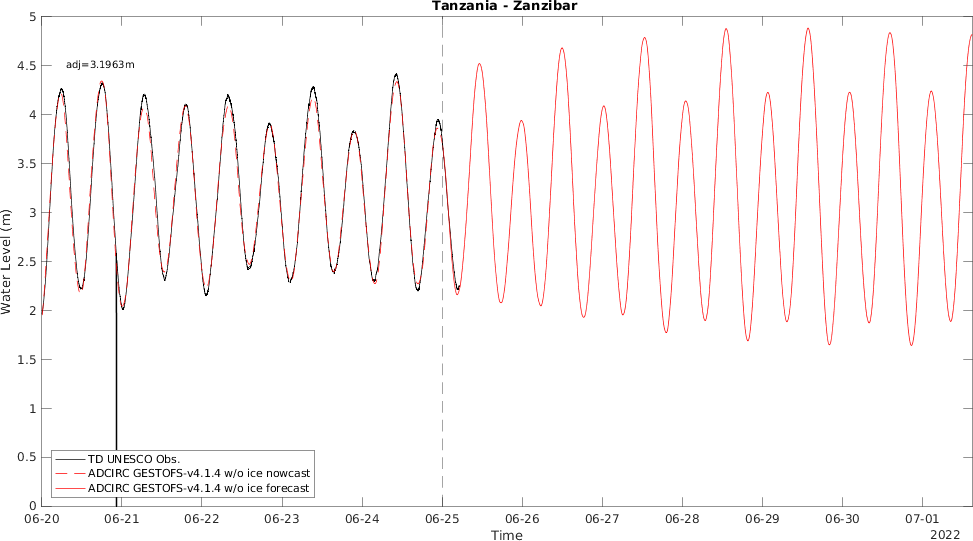 Tanzania - Zanzibar
adj=3.1963m
Water Level (m)
5
4.5
4
3.5
3
2.5
2
1.5
1
0.5
0
TD UNESCO Obs.
ADCIRC GESTOFS-v4.1.4 w/o ice nowcast
ADCIRC GESTOFS-v4.1.4 w/o ice forecast
06-20 06-21 06-22 06-23 06-24 06-25 06-26 06-27 06-28 06-29 06-30 07-01
2022
Time